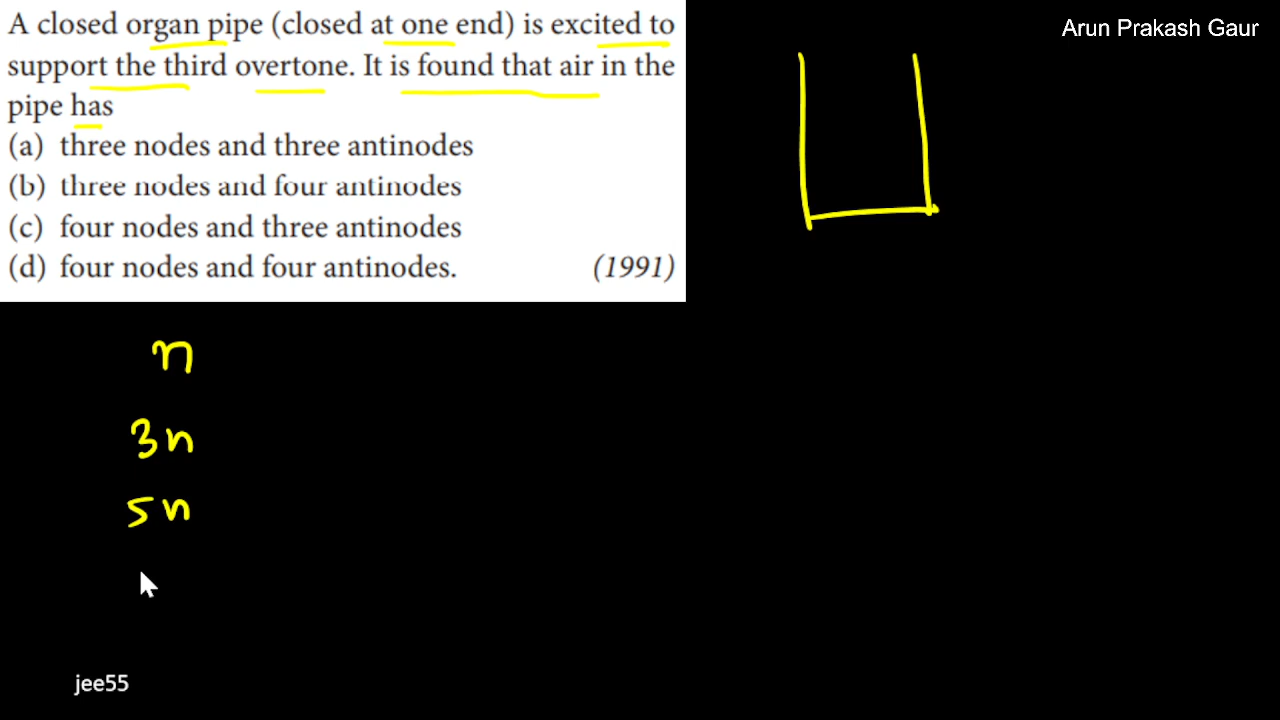 A closed organ pipe (closed at one end) is excited to
support the third overtone. It is found that air in the
pipe has
(a) three nodes and three antinodes
(b) three nodes and four antinodes
(c) four nodes and three antinodes
(d) four nodes and four antinodes. (1991)
Arun Prakash Gaur
n
3n
5n
jee55